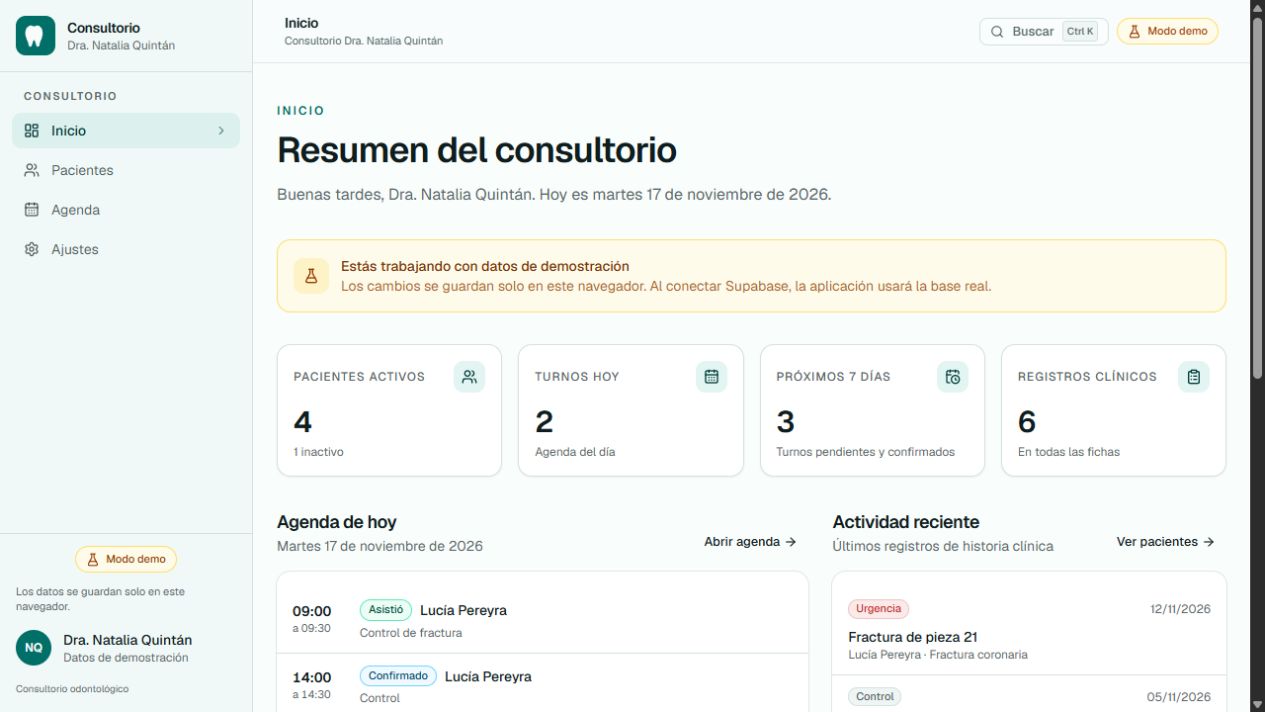 Consultorio
Dra. Natalia Quintán
CONSULTORIO
Inicio
Pacientes
Agenda
Ajustes
Modo demo
Los datos se guardan solo en este
navegador.
NQ
Dra. Natalia Quintán
Datos de demostración
Consultorio odontológico
Inicio
Consultorio Dra. Natalia Quintán
Buscar Ctrl K
Modo demo
INICIO
Resumen del consultorio
Buenas tardes, Dra. Natalia Quintán. Hoy es martes 17 de noviembre de 2026.
Estás trabajando con datos de demostración
Los cambios se guardan solo en este navegador. Al conectar Supabase, la aplicación usará la base real.
PACIENTES ACTIVOS
4
1 inactivo
TURNOS HOY
2
Agenda del día
PRÓXIMOS 7 DÍAS
3
Turnos pendientes y confirmados
REGISTROS CLÍNICOS
6
En todas las fichas
Agenda de hoy
Martes 17 de noviembre de 2026
Abrir agenda →
09:00
a 09:30
Asistió Lucía Pereyra
Control de fractura
14:00
a 14:30
Confirmado Lucía Pereyra
Control
Actividad reciente
Últimos registros de historia clínica
Ver pacientes →
Urgencia 12/11/2026
Fractura de pieza 21
Lucía Pereyra · Fractura coronaria
Control 05/11/2026